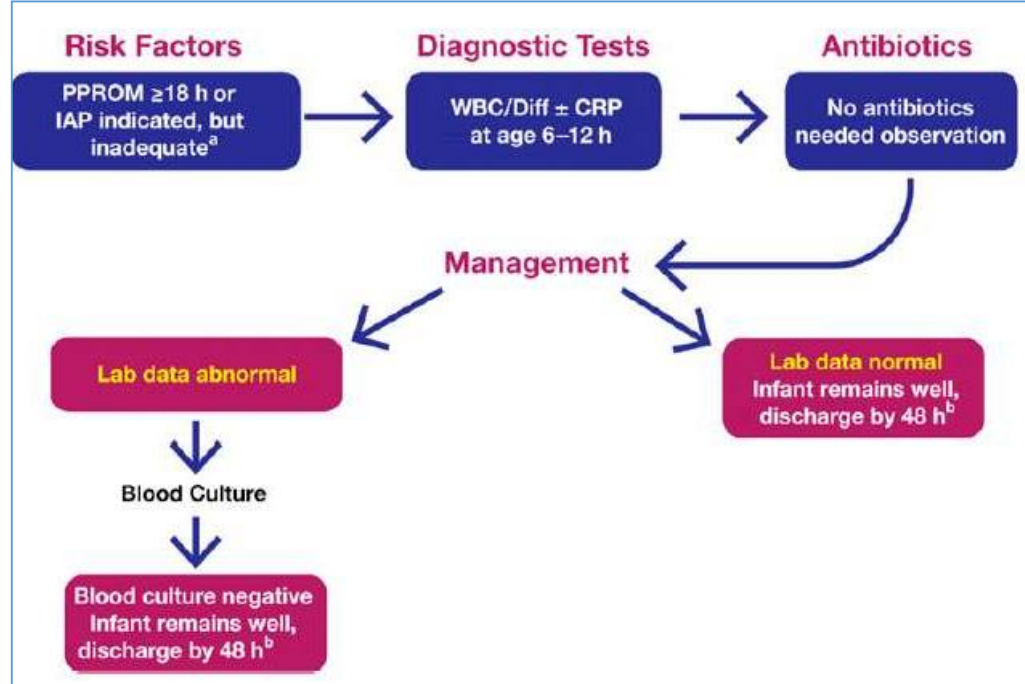 Risk Factors
Diagnostic Tests
Antibiotics
PPROM ≥18 h or
IAP indicated, but
inadequateᵃ
WBC/Diff ± CRP
at age 6–12 h
No antibiotics
needed observation
Management
Lab data abnormal
Lab data normal
Infant remains well,
discharge by 48 hᵇ
Blood Culture
Blood culture negative
Infant remains well,
discharge by 48 hᵇ